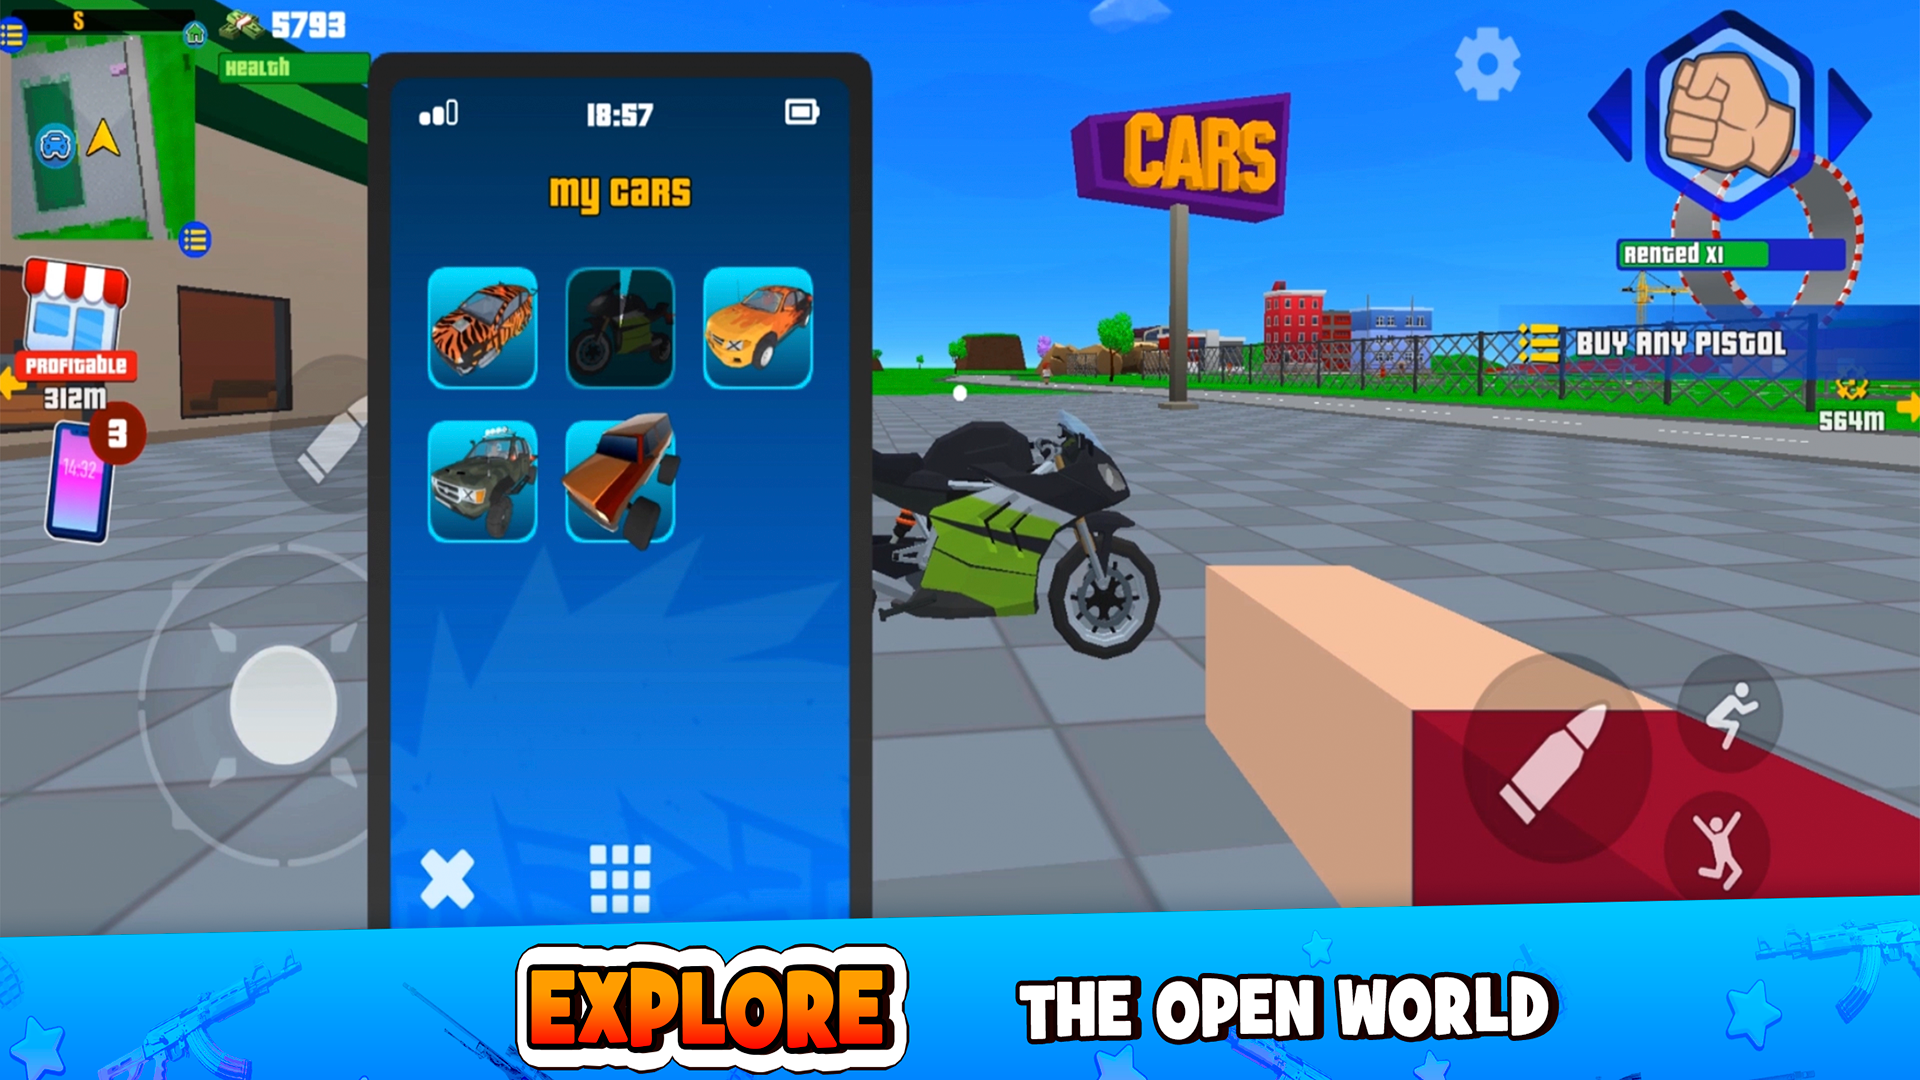 S
5793
Health
18:57
My Cars
CARS
Rented X1
BUY ANY PISTOL
PROFITABLE
312M
3
14:32
564M
EXPLORE
THE OPEN WORLD